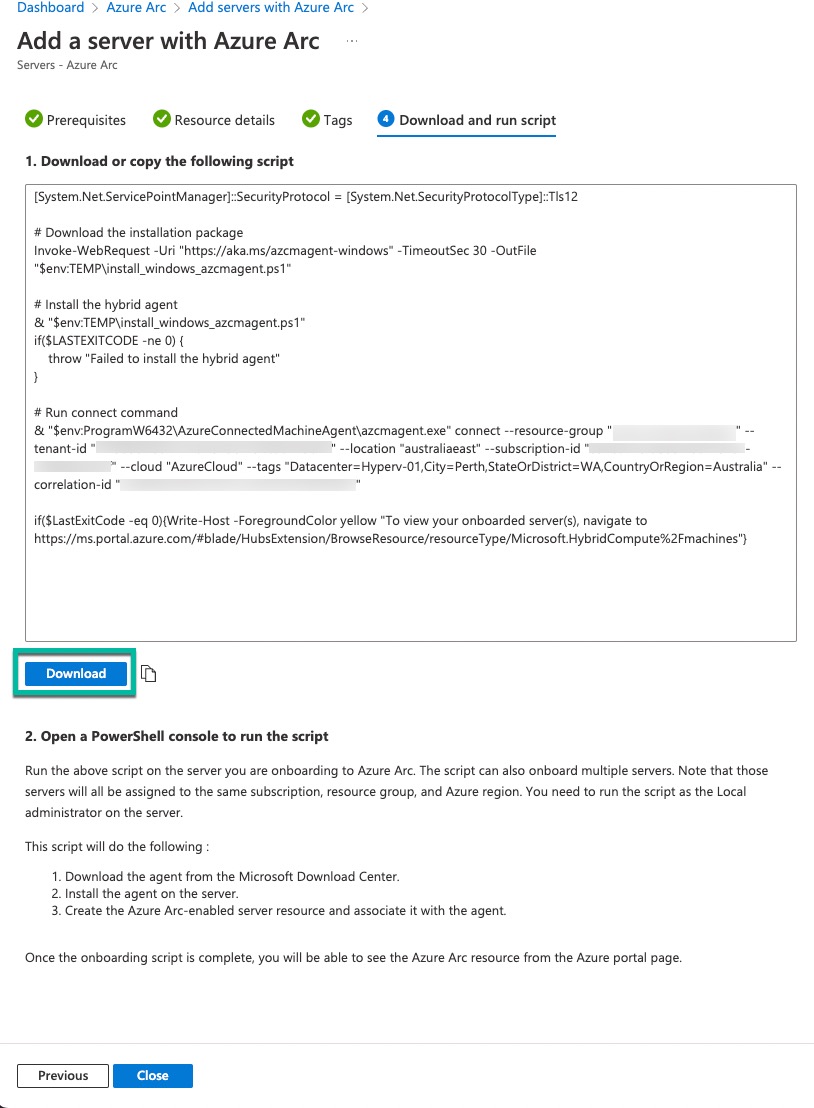 Dashboard > Azure Arc > Add servers with Azure Arc >
Add a server with Azure Arc ...
Servers - Azure Arc
Prerequisites Resource details Tags 4 Download and run script
1. Download or copy the following script
[System.Net.ServicePointManager]::SecurityProtocol = [System.Net.SecurityProtocolType]::Tls12
# Download the installation package
Invoke-WebRequest -Uri "https://aka.ms/azcmagent-windows" -TimeoutSec 30 -OutFile
"$env:TEMP\install_windows_azcmagent.ps1"
# Install the hybrid agent
& "$env:TEMP\install_windows_azcmagent.ps1"
if($LASTEXITCODE -ne 0) {
throw "Failed to install the hybrid agent"
}
# Run connect command
& "$env:ProgramW6432\AzureConnectedMachineAgent\azcmagent.exe" connect --resource-group " " --
tenant-id " " --location "australiaeast" --subscription-id " -
" --cloud "AzureCloud" --tags "Datacenter=Hyperv-01,City=Perth,StateOrDistrict=WA,CountryOrRegion=Australia" --
correlation-id " "
if($LastExitCode -eq 0){Write-Host -ForegroundColor yellow "To view your onboarded server(s), navigate to
https://ms.portal.azure.com/#blade/HubsExtension/BrowseResource/resourceType/Microsoft.HybridCompute%2Fmachines"}
Download
2. Open a PowerShell console to run the script
Run the above script on the server you are onboarding to Azure Arc. The script can also onboard multiple servers. Note that those
servers will all be assigned to the same subscription, resource group, and Azure region. You need to run the script as the Local
administrator on the server.
This script will do the following :
1. Download the agent from the Microsoft Download Center.
2. Install the agent on the server.
3. Create the Azure Arc-enabled server resource and associate it with the agent.
Once the onboarding script is complete, you will be able to see the Azure Arc resource from the Azure portal page.
Previous Close